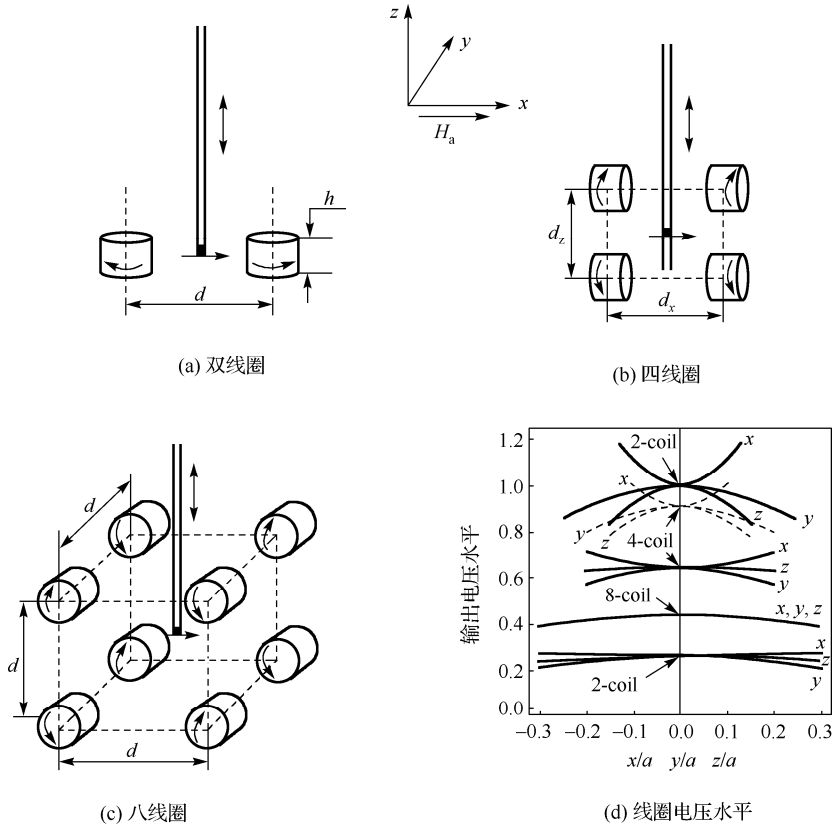 z
y
x
H_a
h
d
(a) 双线圈
d_z
d_x
(b) 四线圈
d
d
d
(c) 八线圈
输出电压水平
1.2
1.0
0.8
0.6
0.4
0.2
0.0
2-coil
x
x
y
z
y
z
4-coil
x
z
y
8-coil
x, y, z
x
z
y
2-coil
−0.3 −0.2 −0.1 0.0 0.1 0.2 0.3
x/a y/a z/a
(d) 线圈电压水平